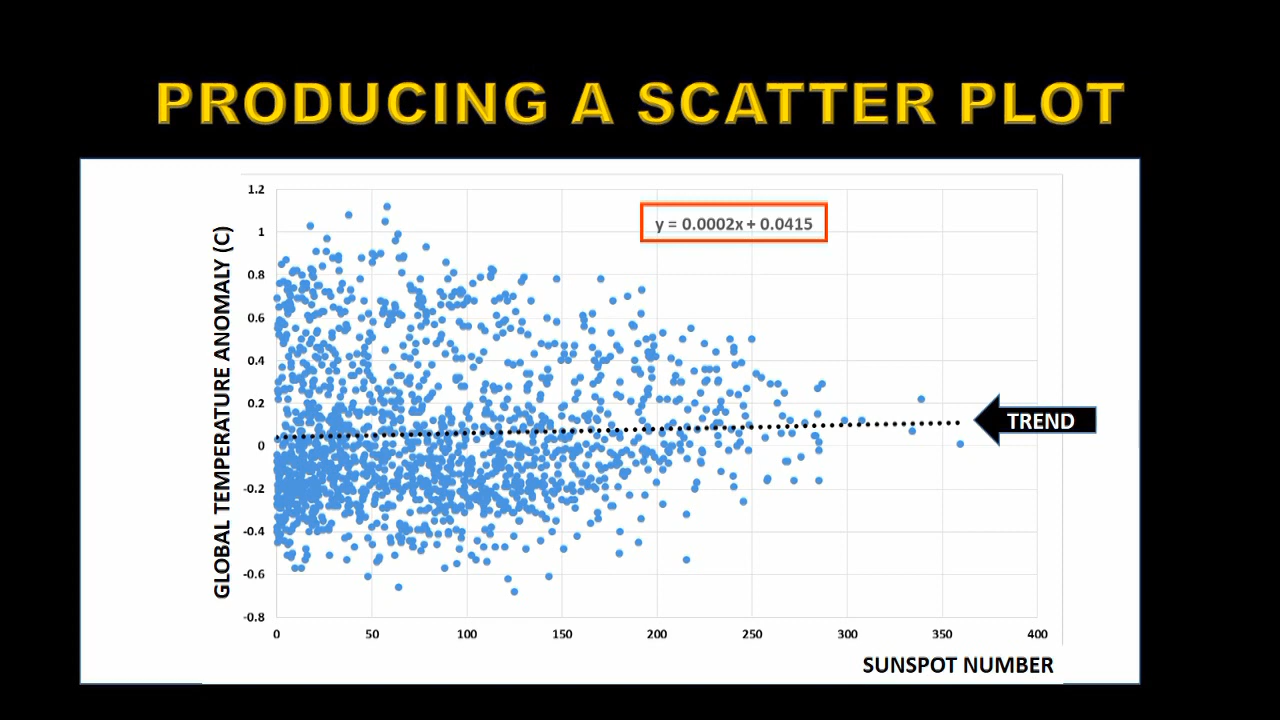 PRODUCING A SCATTER PLOT
y = 0.0002x + 0.0415
GLOBAL TEMPERATURE ANOMALY (C)
1.2
1
0.8
0.6
0.4
0.2
0
-0.2
-0.4
-0.6
-0.8
TREND
0 50 100 150 200 250 300 350 400
SUNSPOT NUMBER